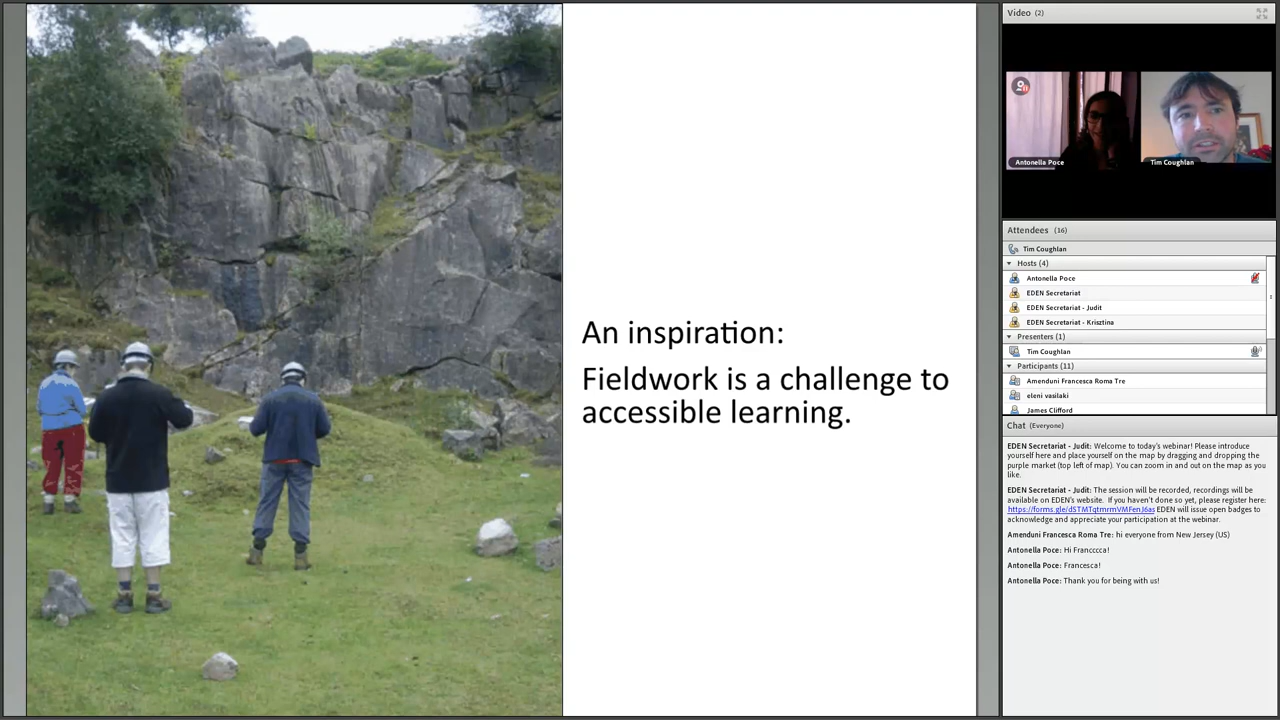 An inspiration:
Fieldwork is a challenge to
accessible learning.
Video (2)
Antonella Poce
Tim Coughlan
Attendees (16)
Tim Coughlan
Hosts (4)
Antonella Poce
EDEN Secretariat
EDEN Secretariat - Judit
EDEN Secretariat - Krisztina
Presenters (1)
Tim Coughlan
Participants (11)
Amenduni Francesca Roma Tre
eleni vasilaki
James Clifford
Chat (Everyone)
EDEN Secretariat - Judit: Welcome to today's webinar! Please introduce
yourself here and place yourself on the map by dragging and dropping the
purple market (top left of map). You can zoom in and out on the map as you
like.
EDEN Secretariat - Judit: The session will be recorded, recordings will be
available on EDEN's website. If you haven't done so yet, please register here:
https://forms.gle/dSTMTqtmrmVMFenJ6as EDEN will issue open badges to
acknowledge and appreciate your participation at the webinar.
Amenduni Francesca Roma Tre: hi everyone from New Jersey (US)
Antonella Poce: Hi Franccca!
Antonella Poce: Francesca!
Antonella Poce: Thank you for being with us!